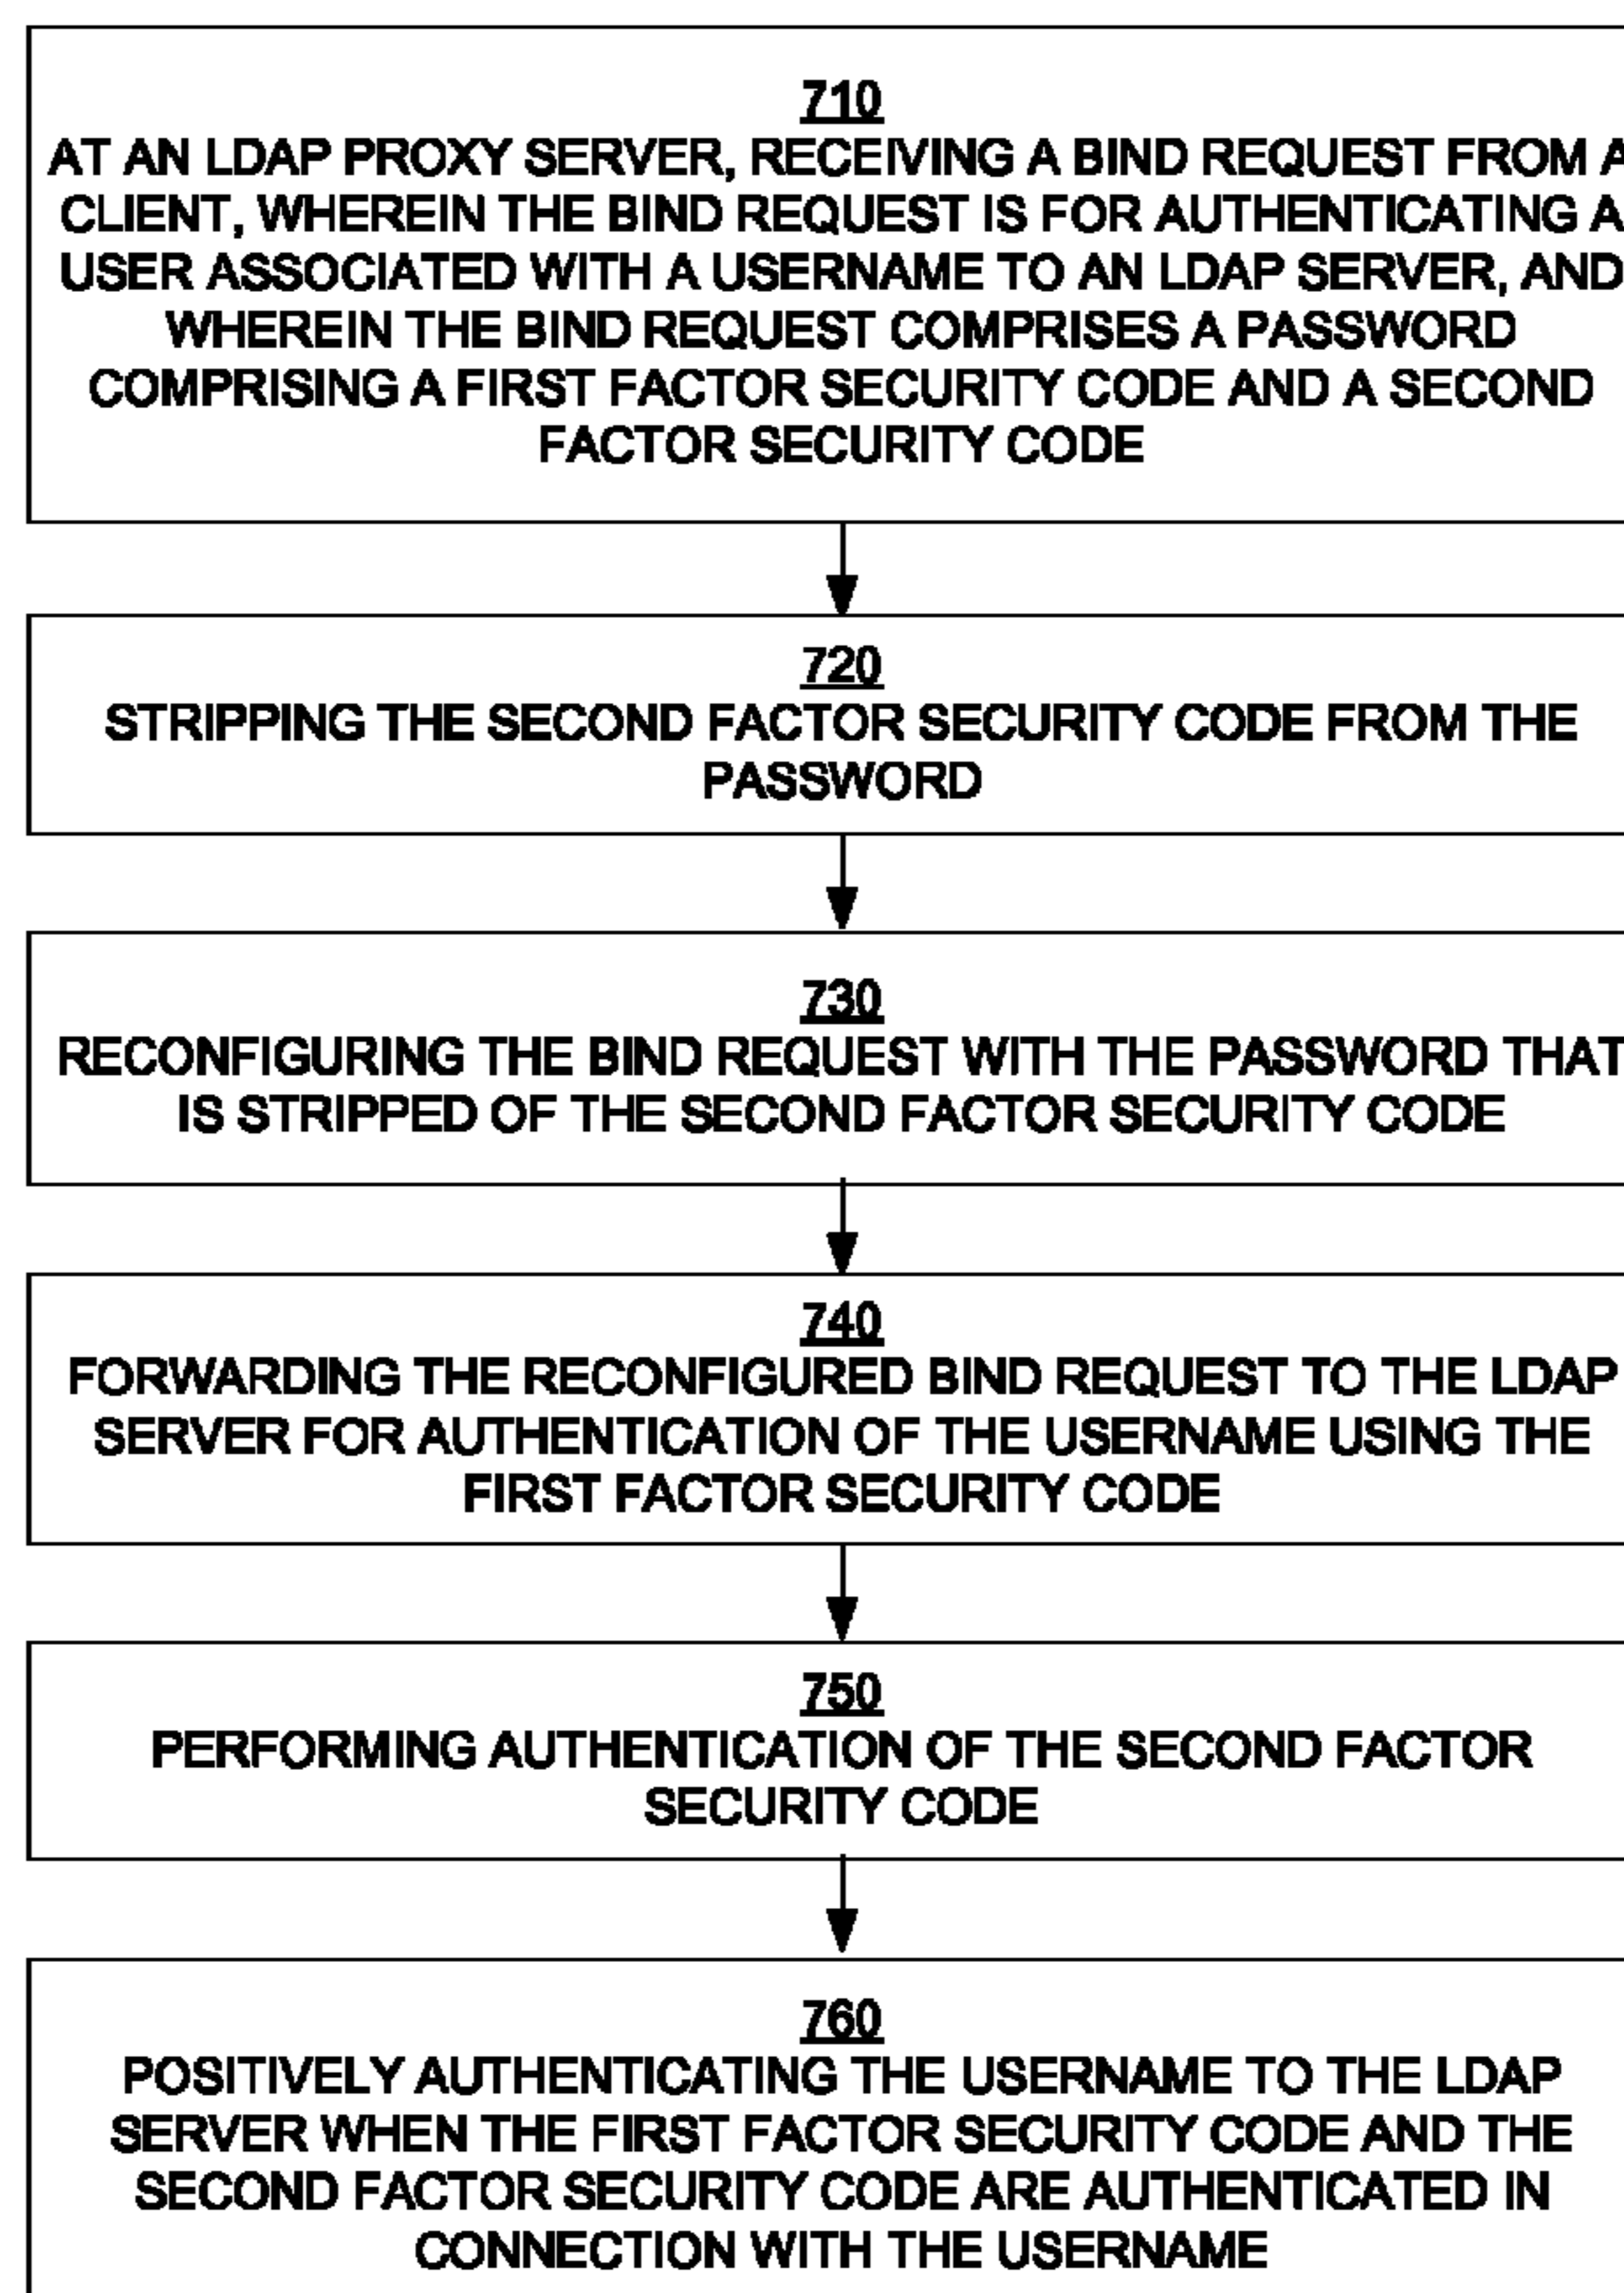 710
AT AN LDAP PROXY SERVER, RECEIVING A BIND REQUEST FROM A
CLIENT, WHEREIN THE BIND REQUEST IS FOR AUTHENTICATING A
USER ASSOCIATED WITH A USERNAME TO AN LDAP SERVER, AND
WHEREIN THE BIND REQUEST COMPRISES A PASSWORD
COMPRISING A FIRST FACTOR SECURITY CODE AND A SECOND
FACTOR SECURITY CODE
720
STRIPPING THE SECOND FACTOR SECURITY CODE FROM THE
PASSWORD
730
RECONFIGURING THE BIND REQUEST WITH THE PASSWORD THAT
IS STRIPPED OF THE SECOND FACTOR SECURITY CODE
740
FORWARDING THE RECONFIGURED BIND REQUEST TO THE LDAP
SERVER FOR AUTHENTICATION OF THE USERNAME USING THE
FIRST FACTOR SECURITY CODE
750
PERFORMING AUTHENTICATION OF THE SECOND FACTOR
SECURITY CODE
760
POSITIVELY AUTHENTICATING THE USERNAME TO THE LDAP
SERVER WHEN THE FIRST FACTOR SECURITY CODE AND THE
SECOND FACTOR SECURITY CODE ARE AUTHENTICATED IN
CONNECTION WITH THE USERNAME